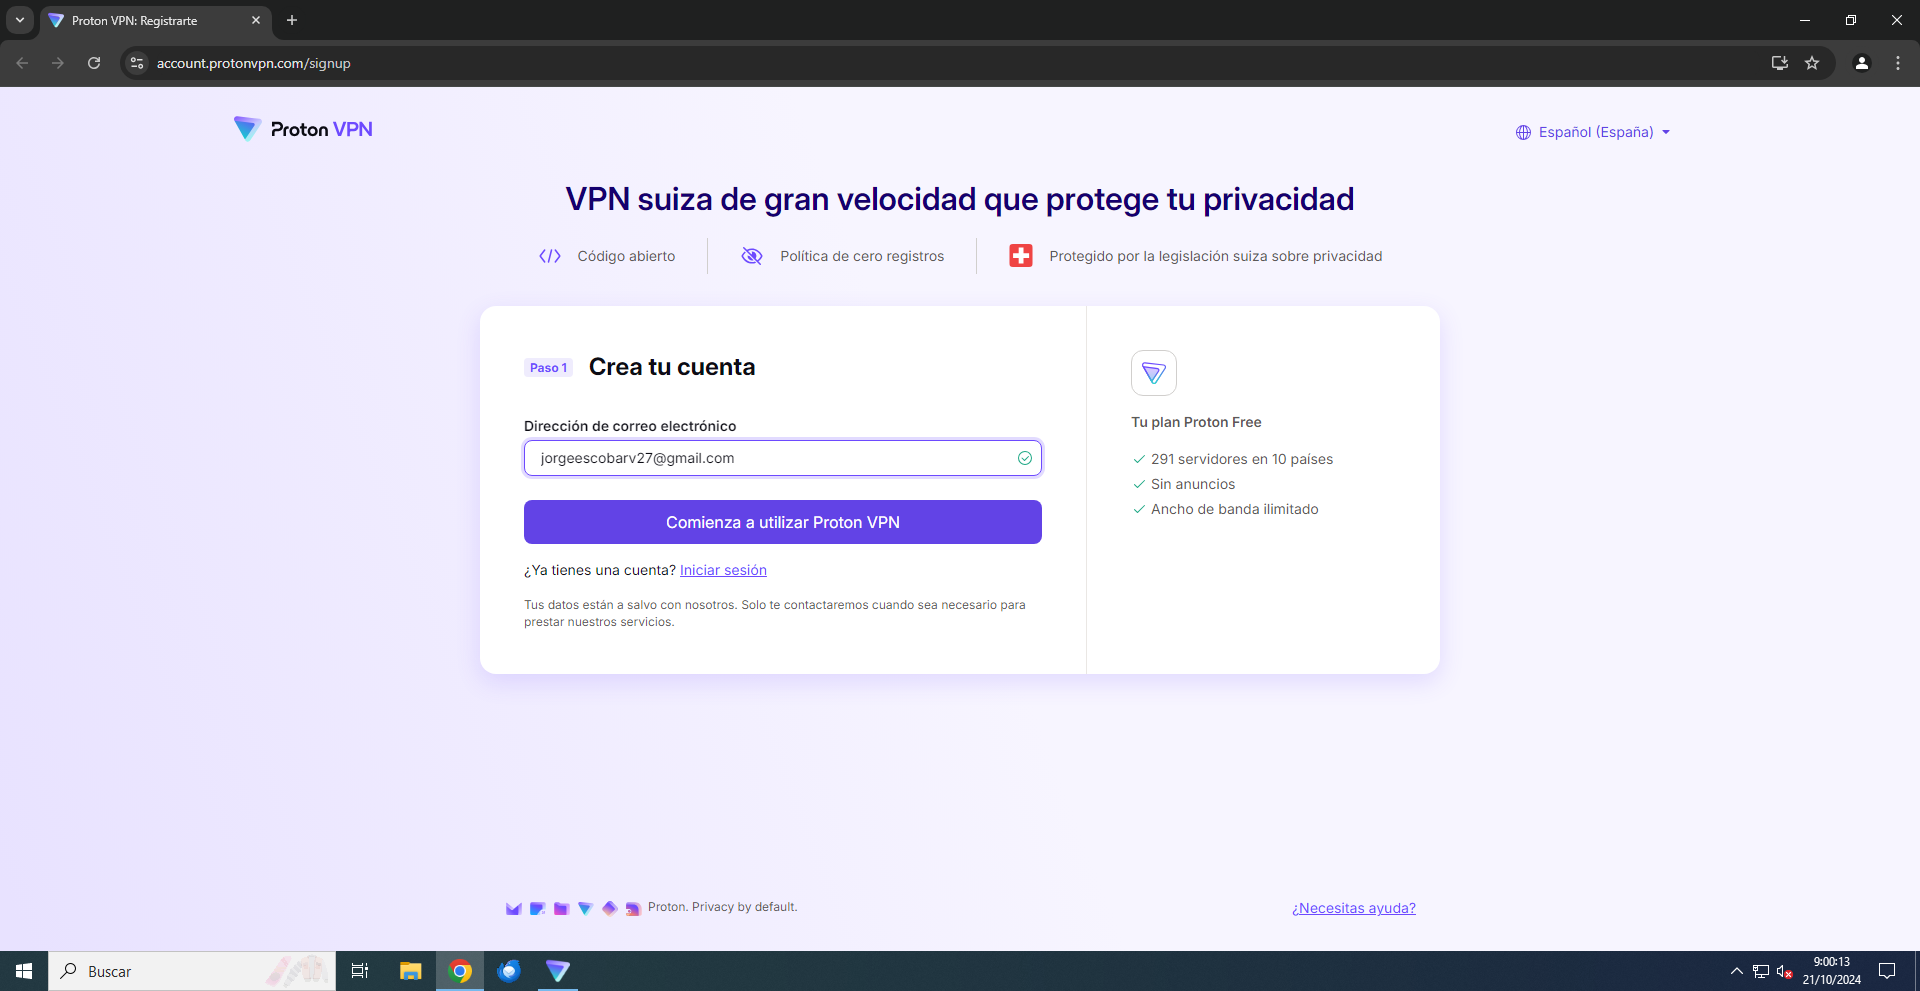 Proton VPN: Registrarte
account.protonvpn.com/signup
Proton VPN
Español (España)
VPN suiza de gran velocidad que protege tu privacidad
Código abierto
Política de cero registros
Protegido por la legislación suiza sobre privacidad
Paso 1
Crea tu cuenta
Dirección de correo electrónico
jorgeescobarv27@gmail.com
Comienza a utilizar Proton VPN
¿Ya tienes una cuenta? Iniciar sesión
Tus datos están a salvo con nosotros. Solo te contactaremos cuando sea necesario para
prestar nuestros servicios.
Tu plan Proton Free
291 servidores en 10 países
Sin anuncios
Ancho de banda ilimitado
Proton. Privacy by default.
¿Necesitas ayuda?
Buscar
9:00:13
21/10/2024